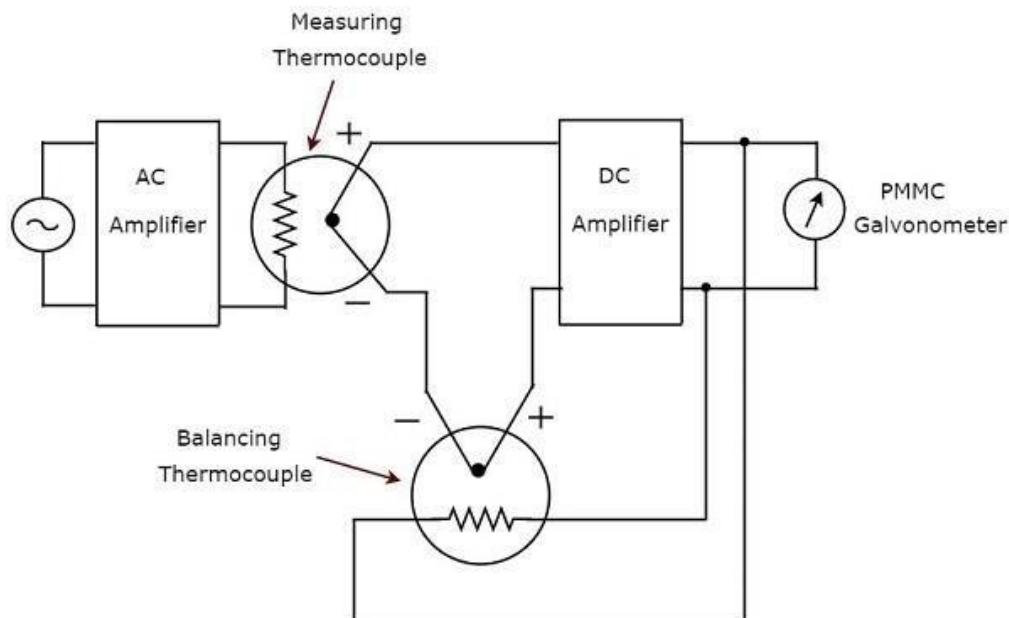 Measuring
Thermocouple
+
AC
Amplifier
−
DC
Amplifier
PMMC
Galvonometer
−
+
Balancing
Thermocouple